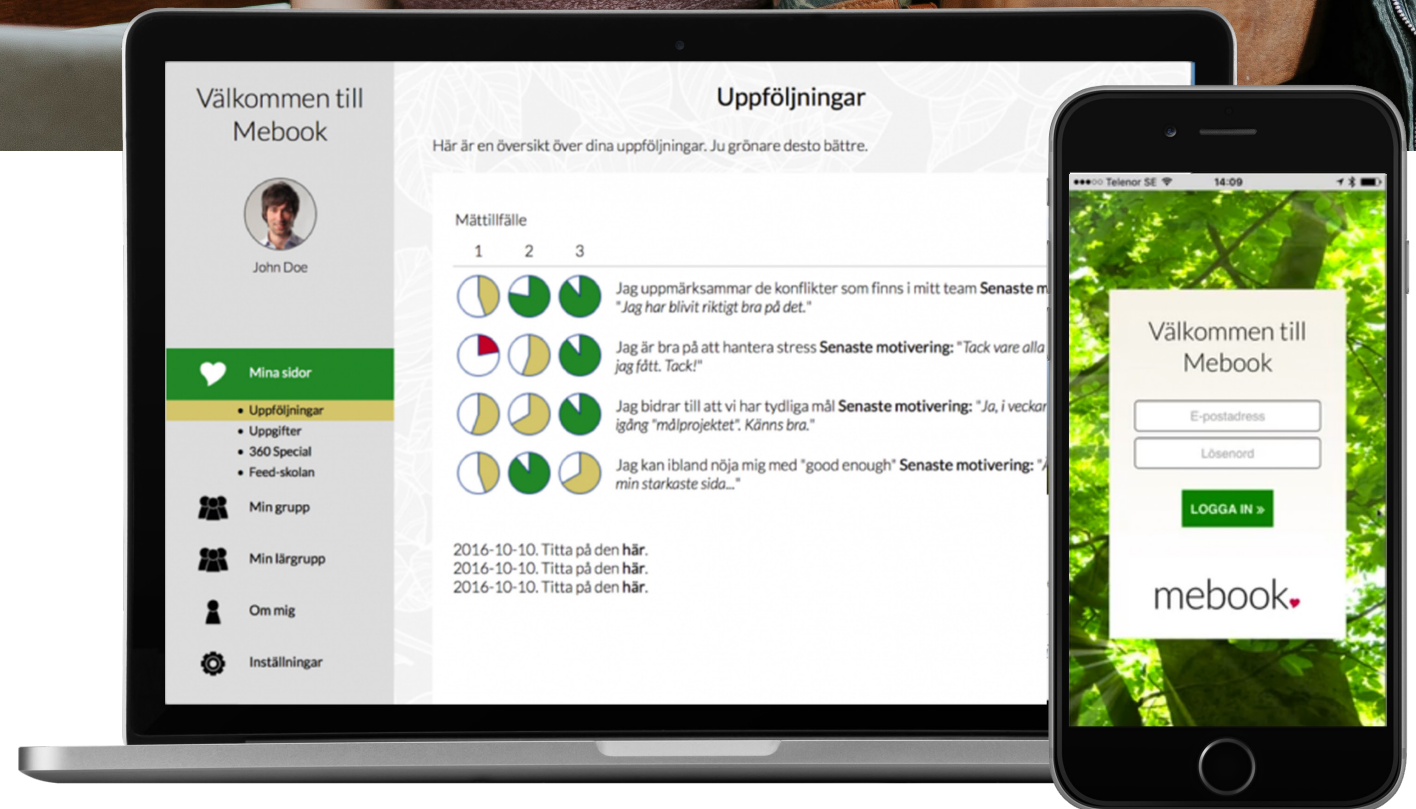 Välkommen till
Mebook
John Doe
Mina sidor
• Uppföljningar
• Uppgifter
• 360 Special
• Feed-skolan
Min grupp
Min lärgrupp
Om mig
Inställningar
Uppföljningar
Här är en översikt över dina uppföljningar. Ju grönare desto bättre.
Mättillfälle
1 2 3
Jag uppmärksammar de konflikter som finns i mitt team Senaste m
"Jag har blivit riktigt bra på det."
Jag är bra på att hantera stress Senaste motivering: "Tack vare alla
jag fått. Tack!"
Jag bidrar till att vi har tydliga mål Senaste motivering: "Ja, i veckan
igång "målprojektet". Känns bra."
Jag kan ibland nöja mig med "good enough" Senaste motivering: "
min starkaste sida..."
2016-10-10. Titta på den här.
2016-10-10. Titta på den här.
2016-10-10. Titta på den här.
Telenor SE 14:09
Välkommen till
Mebook
E-postadress
Lösenord
LOGGA IN »
mebook